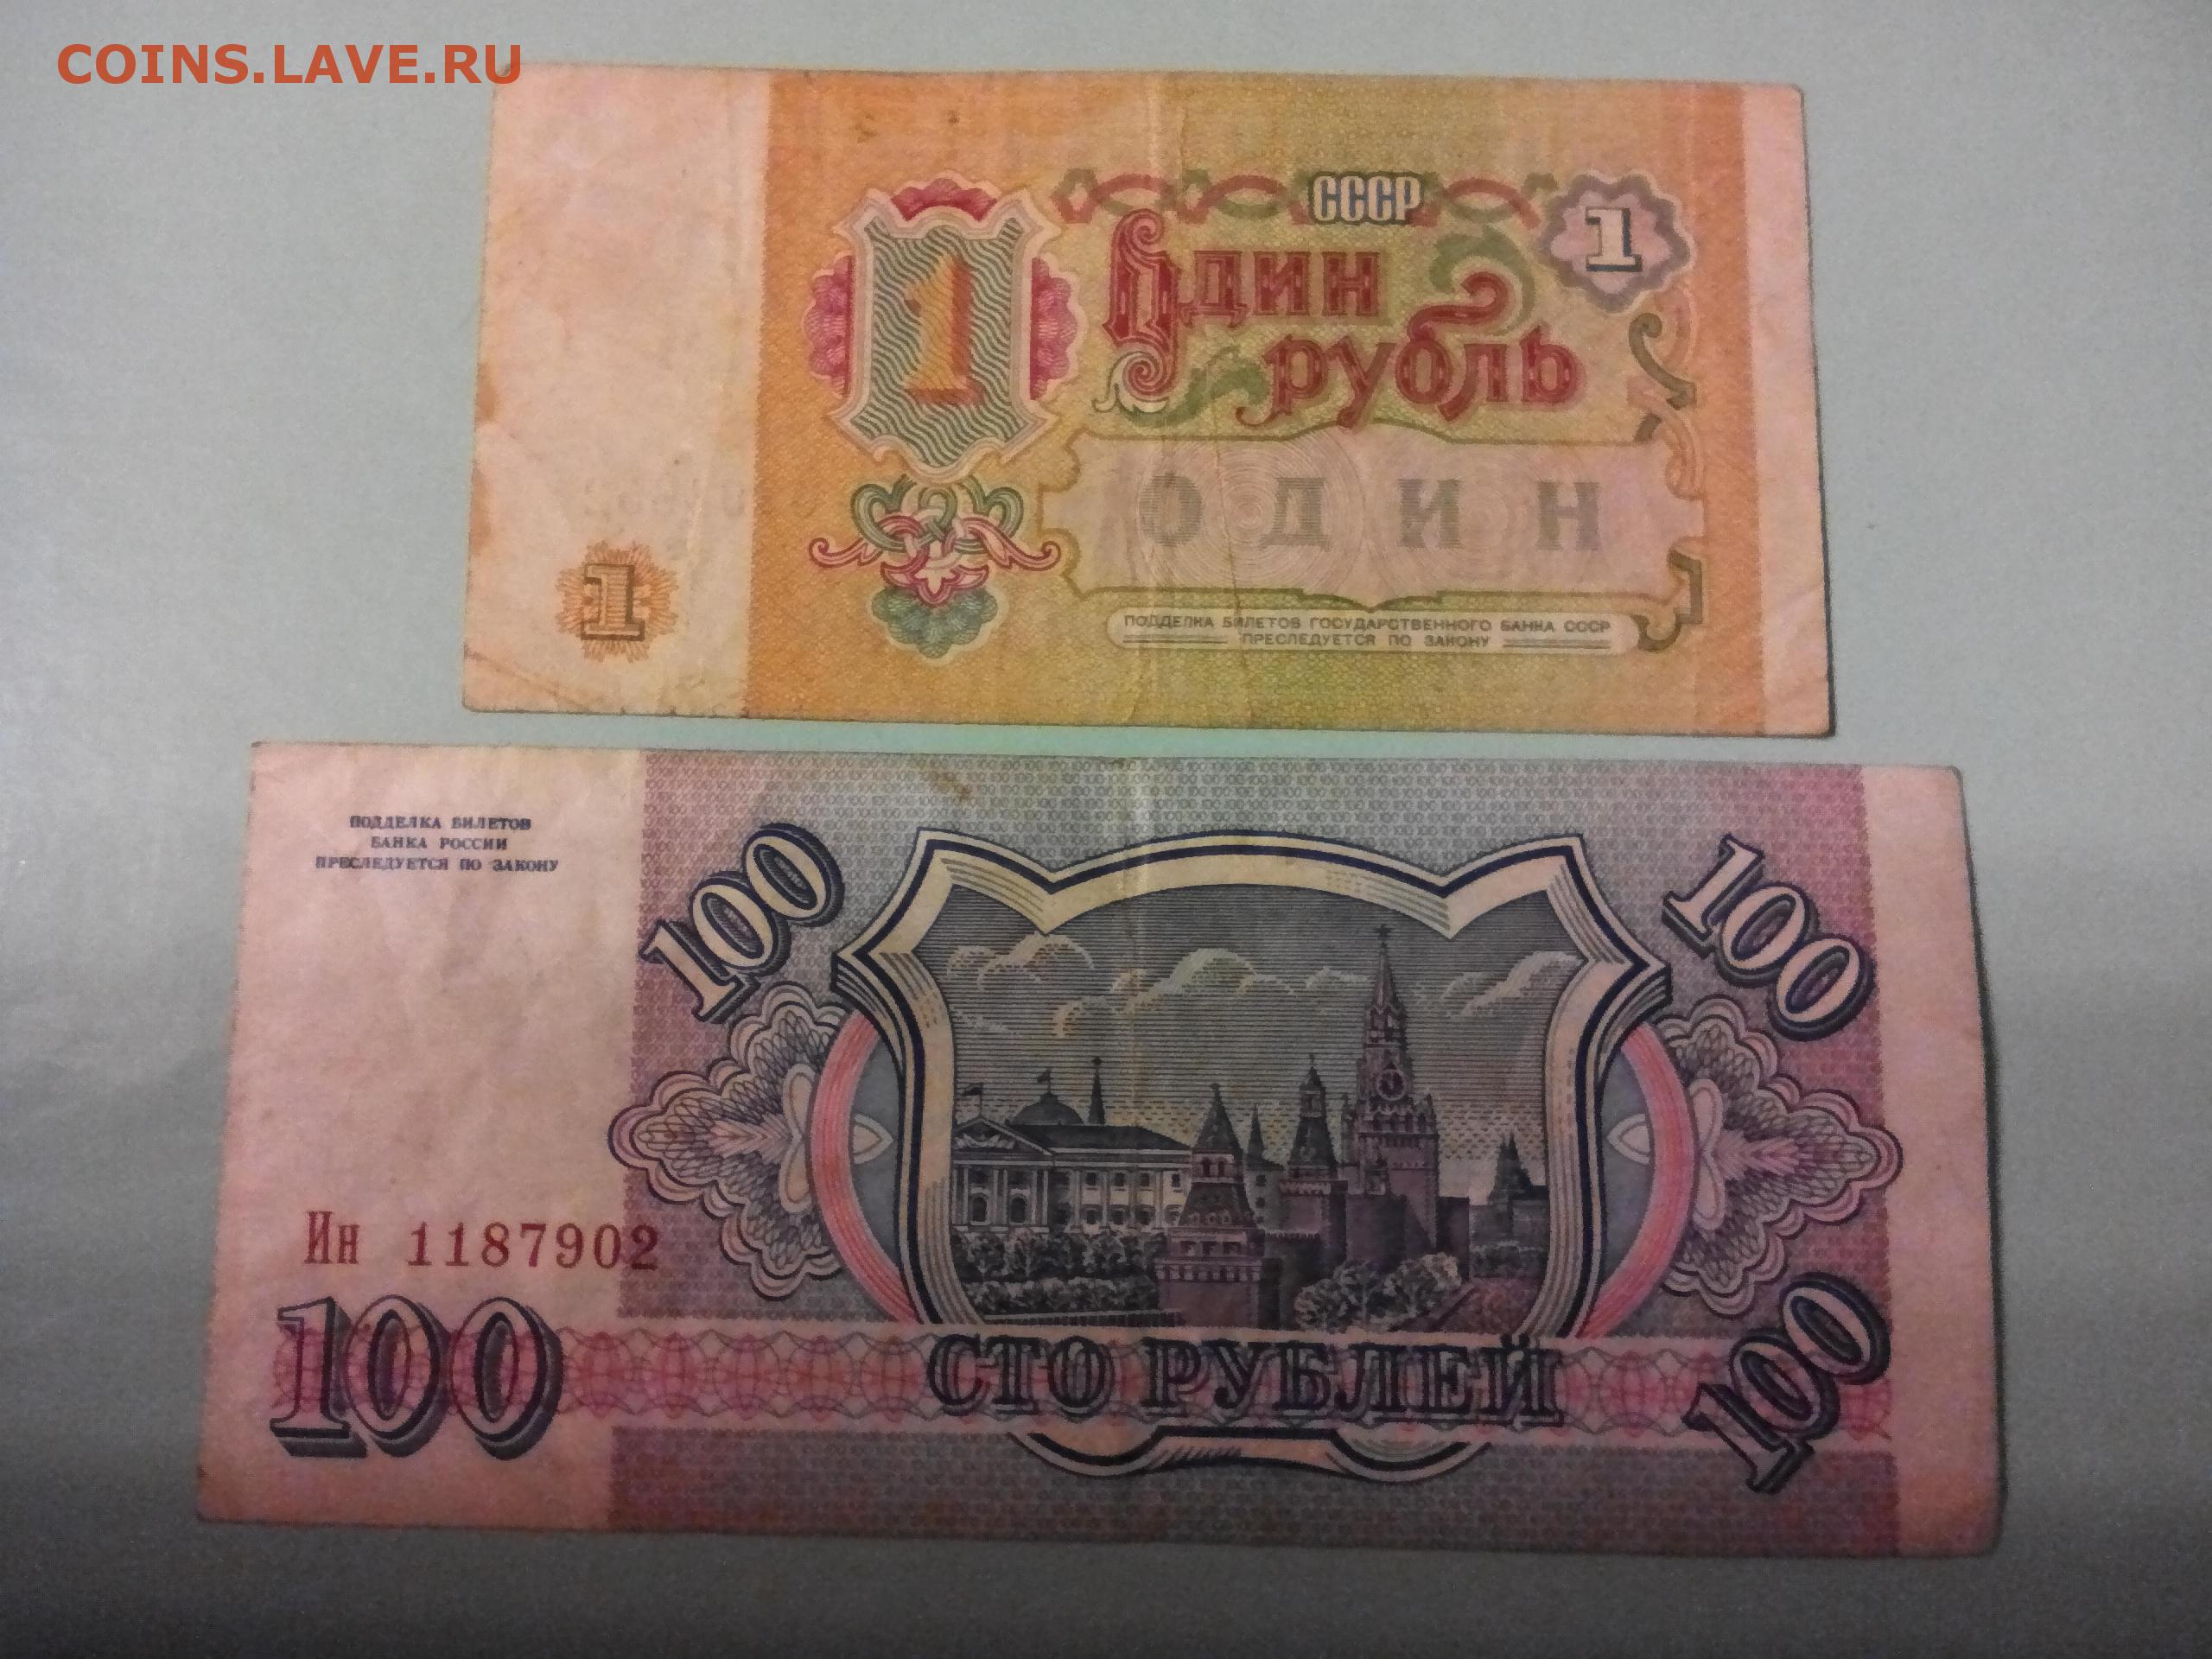 COINS.LAVE.RU
СССР
1
1
Один
рубль
ОДИН
1
ПОДДЕЛКА БИЛЕТОВ ГОСУДАРСТВЕННОГО БАНКА СССР
ПРЕСЛЕДУЕТСЯ ПО ЗАКОНУ
ПОДДЕЛКА БИЛЕТОВ
БАНКА РОССИИ
ПРЕСЛЕДУЕТСЯ ПО ЗАКОНУ
100
100
Ин 1187902
100
СТО РУБЛЕЙ
100